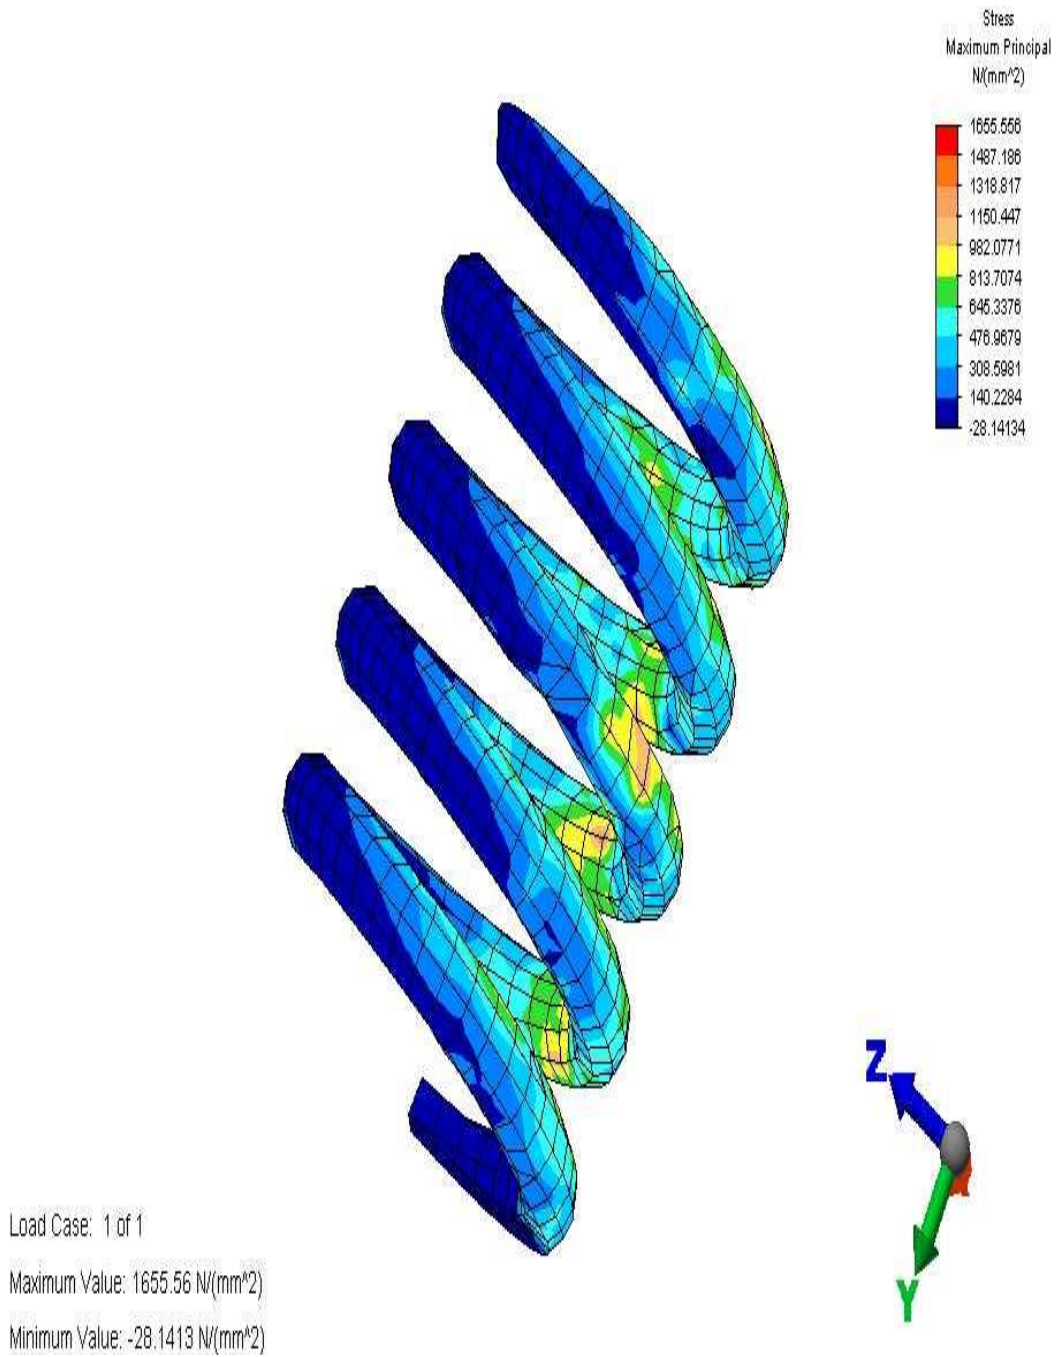 Stress
Maximum Principal
N/(mm^2)
1655.556
1487.186
1318.817
1150.447
982.0771
813.7074
645.3376
476.9679
308.5981
140.2284
-28.14134
Z
Y
Load Case: 1 of 1
Maximum Value: 1655.56 N/(mm^2)
Minimum Value: -28.1413 N/(mm^2)